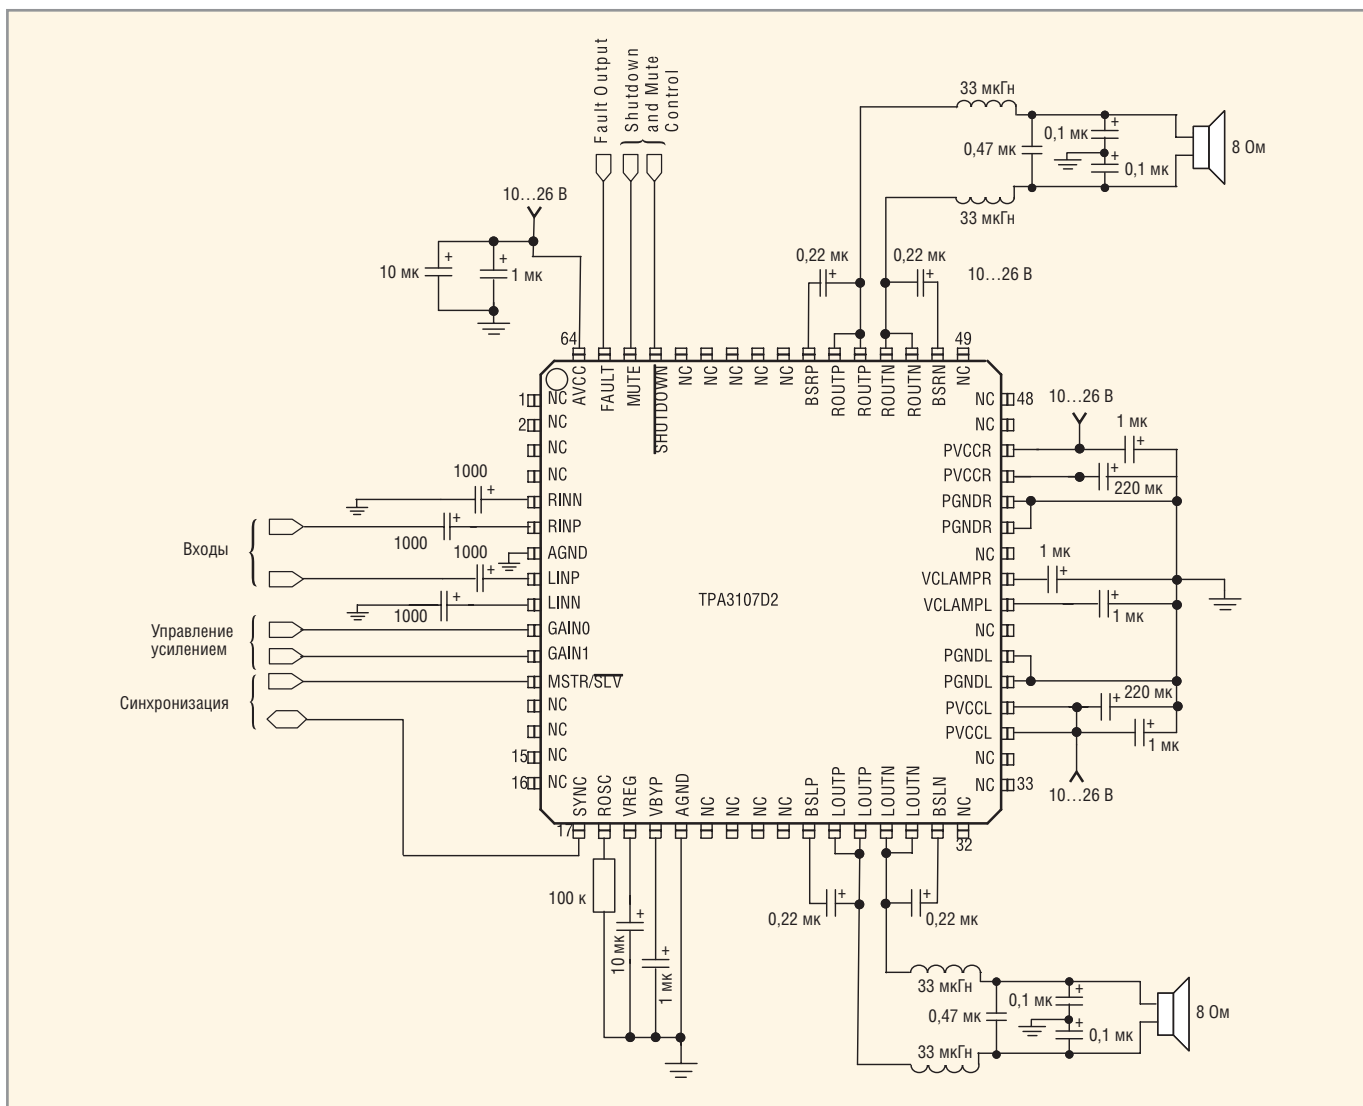 Fault Output
Shutdown
and Mute
Control
33 мкГн
0,47 мк
0,1 мк
0,1 мк
8 Ом
33 мкГн
10...26 В
10 мк
1 мк
0,22 мк
0,22 мк
10...26 В
64
49
AVCC
FAULT
MUTE
SHUTDOWN
NC
NC
NC
NC
NC
BSRP
ROUTP
ROUTP
ROUTN
ROUTN
BSRN
NC
1
NC
2
NC
NC
NC
1000
RINN
1000
RINP
1000
AGND
LINP
1000
LINN
GAIN0
GAIN1
MSTR/SLV
NC
NC
15
NC
16
NC
Входы
Управление
усилением
Синхронизация
TPA3107D2
NC
48
10...26 В
NC
1 мк
PVCCR
PVCCR
220 мк
PGNDR
PGNDR
NC
1 мк
VCLAMPR
VCLAMPL
1 мк
NC
PGNDL
PGNDL
220 мк
PVCCL
PVCCL
1 мк
NC
NC
33
10...26 В
SYNC
ROSC
VREG
VBYP
AGND
NC
NC
NC
NC
BSLP
LOUTP
LOUTP
LOUTN
LOUTN
BSLN
NC
17
32
100 к
10 мк
1 мк
0,22 мк
0,22 мк
33 мкГн
0,47 мк
0,1 мк
0,1 мк
8 Ом
33 мкГн